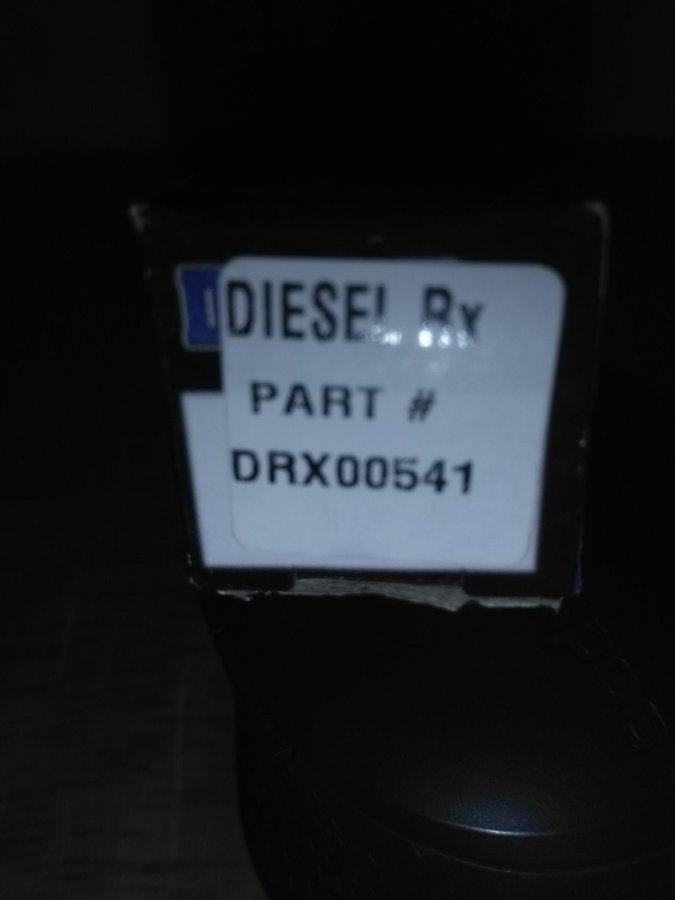 DIESEL Rx
PART #
DRX00541